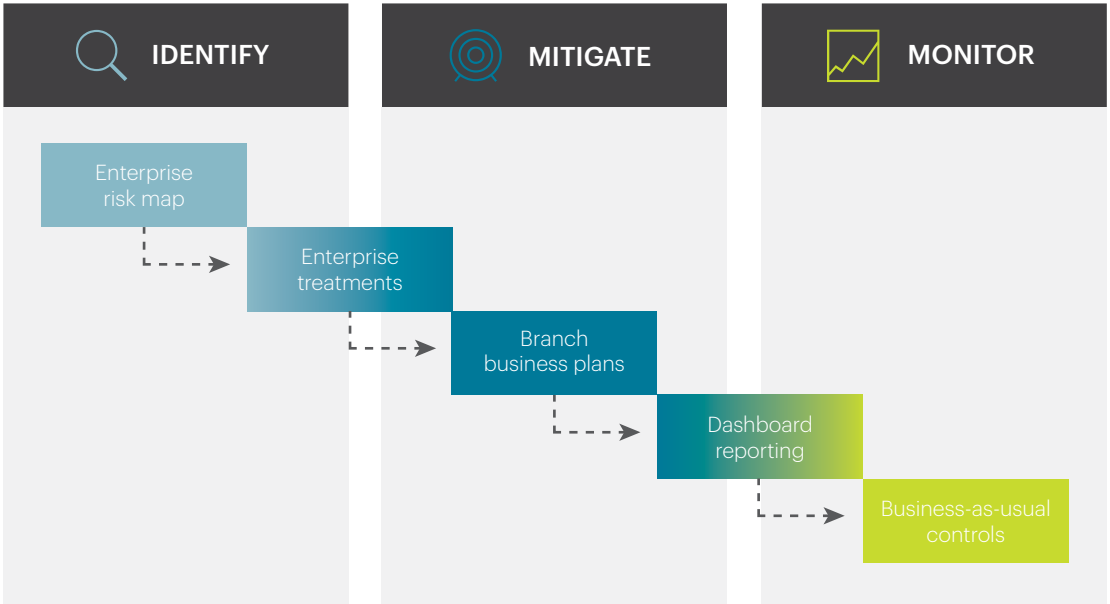 IDENTIFY
MITIGATE
MONITOR
Enterprise
risk map
Enterprise
treatments
Branch
business plans
Dashboard
reporting
Business-as-usual
controls